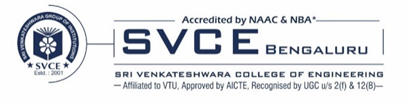 SRI VENKATESHWARA GROUP OF INSTITUTIONS
SVCE
Estd. : 2001
Accredited by NAAC & NBA*
SVCE BENGALURU
SRI VENKATESHWARA COLLEGE OF ENGINEERING
Affiliated to VTU, Approved by AICTE, Recognised by UGC u/s 2(f) & 12(B)